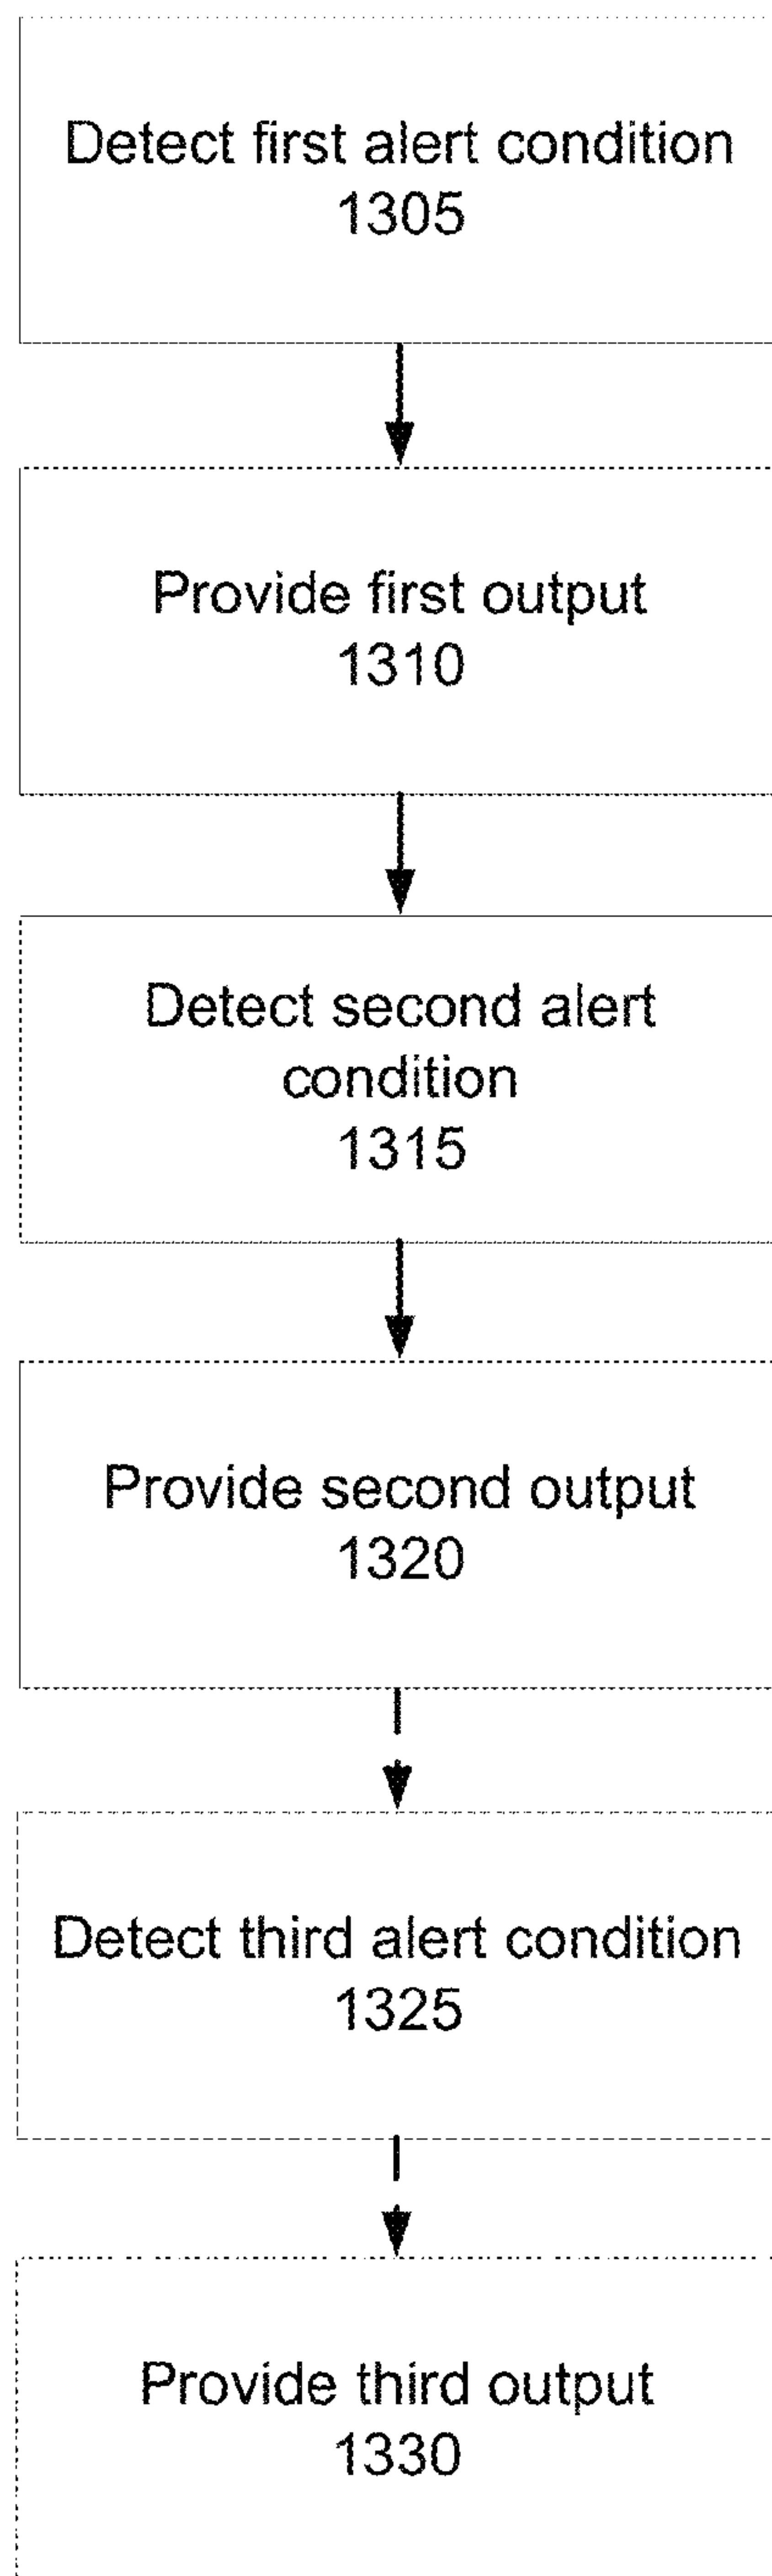 Detect first alert condition
1305
Provide first output
1310
Detect second alert
condition
1315
Provide second output
1320
Detect third alert condition
1325
Provide third output
1330